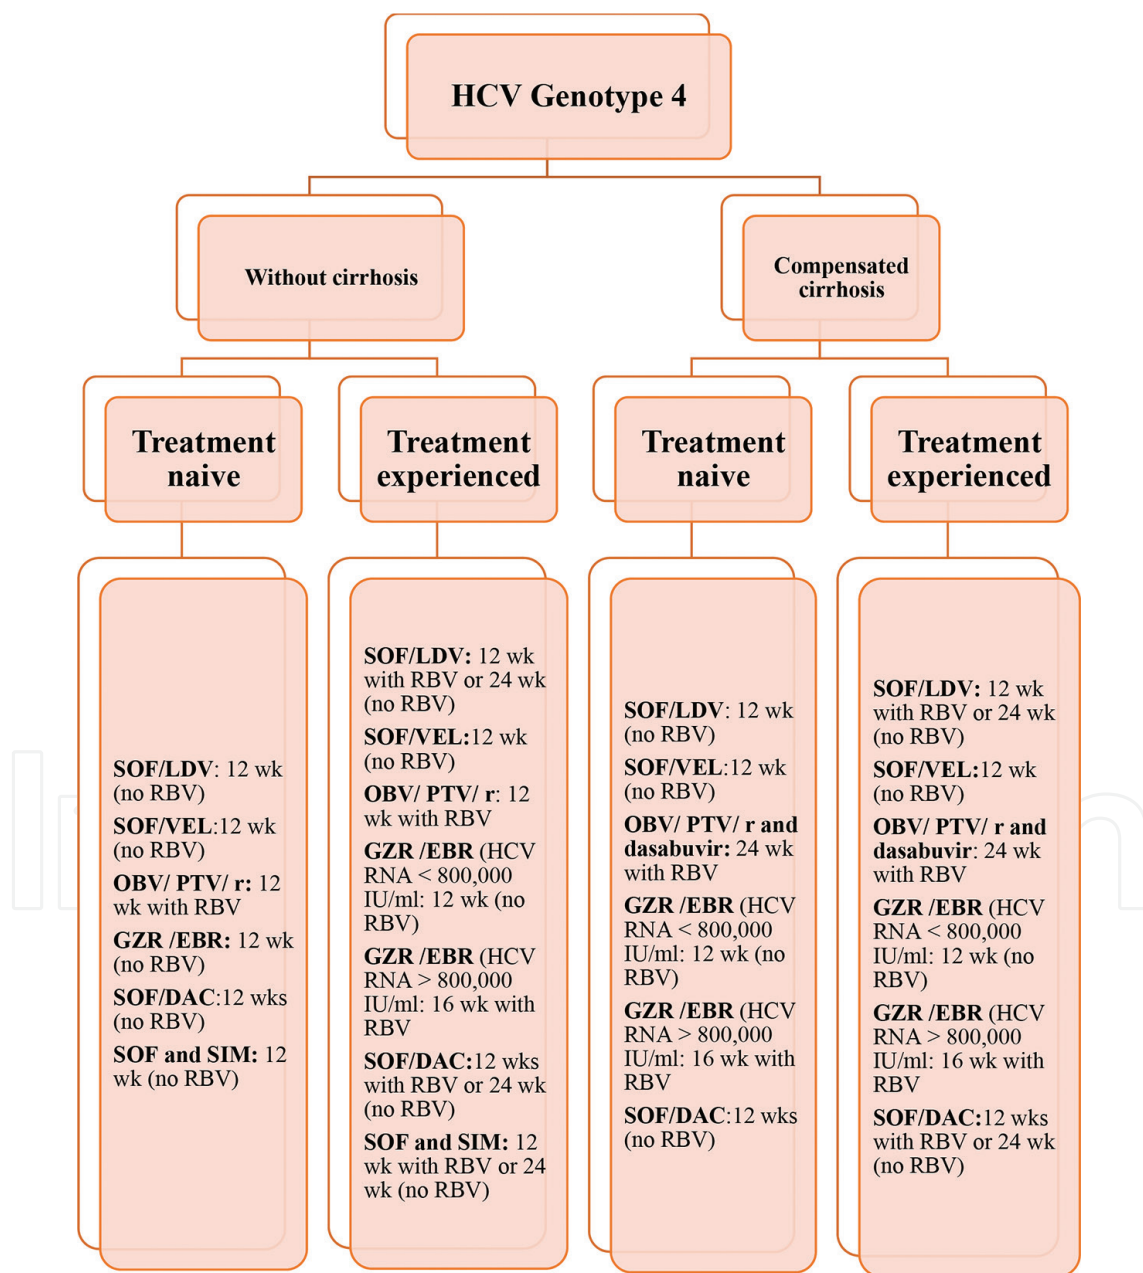 HCV Genotype 4
Without cirrhosis
Compensated
cirrhosis
Treatment
naive
Treatment
experienced
Treatment
naive
Treatment
experienced
SOF/LDV: 12 wk
(no RBV)
SOF/VEL:12 wk
(no RBV)
OBV/ PTV/ r: 12
wk with RBV
GZR /EBR: 12 wk
(no RBV)
SOF/DAC:12 wks
(no RBV)
SOF and SIM: 12
wk (no RBV)
SOF/LDV: 12 wk
with RBV or 24 wk
(no RBV)
SOF/VEL:12 wk
(no RBV)
OBV/ PTV/ r: 12
wk with RBV
GZR /EBR (HCV
RNA < 800,000
IU/ml: 12 wk (no
RBV)
GZR /EBR (HCV
RNA > 800,000
IU/ml: 16 wk with
RBV
SOF/DAC:12 wks
with RBV or 24 wk
(no RBV)
SOF and SIM: 12
wk with RBV or 24
wk (no RBV)
SOF/LDV: 12 wk
(no RBV)
SOF/VEL:12 wk
(no RBV)
OBV/ PTV/ r and
dasabuvir: 24 wk
with RBV
GZR /EBR (HCV
RNA < 800,000
IU/ml: 12 wk (no
RBV)
GZR /EBR (HCV
RNA > 800,000
IU/ml: 16 wk with
RBV
SOF/DAC:12 wks
(no RBV)
SOF/LDV: 12 wk
with RBV or 24 wk
(no RBV)
SOF/VEL:12 wk
(no RBV)
OBV/ PTV/ r and
dasabuvir: 24 wk
with RBV
GZR /EBR (HCV
RNA < 800,000
IU/ml: 12 wk (no
RBV)
GZR /EBR (HCV
RNA > 800,000
IU/ml: 16 wk with
RBV
SOF/DAC:12 wks
with RBV or 24 wk
(no RBV)